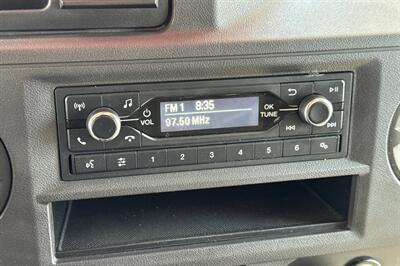 FM 1 8:35
97.50 MHz
VOL
OK
TUNE
1 2 3 4 5 6